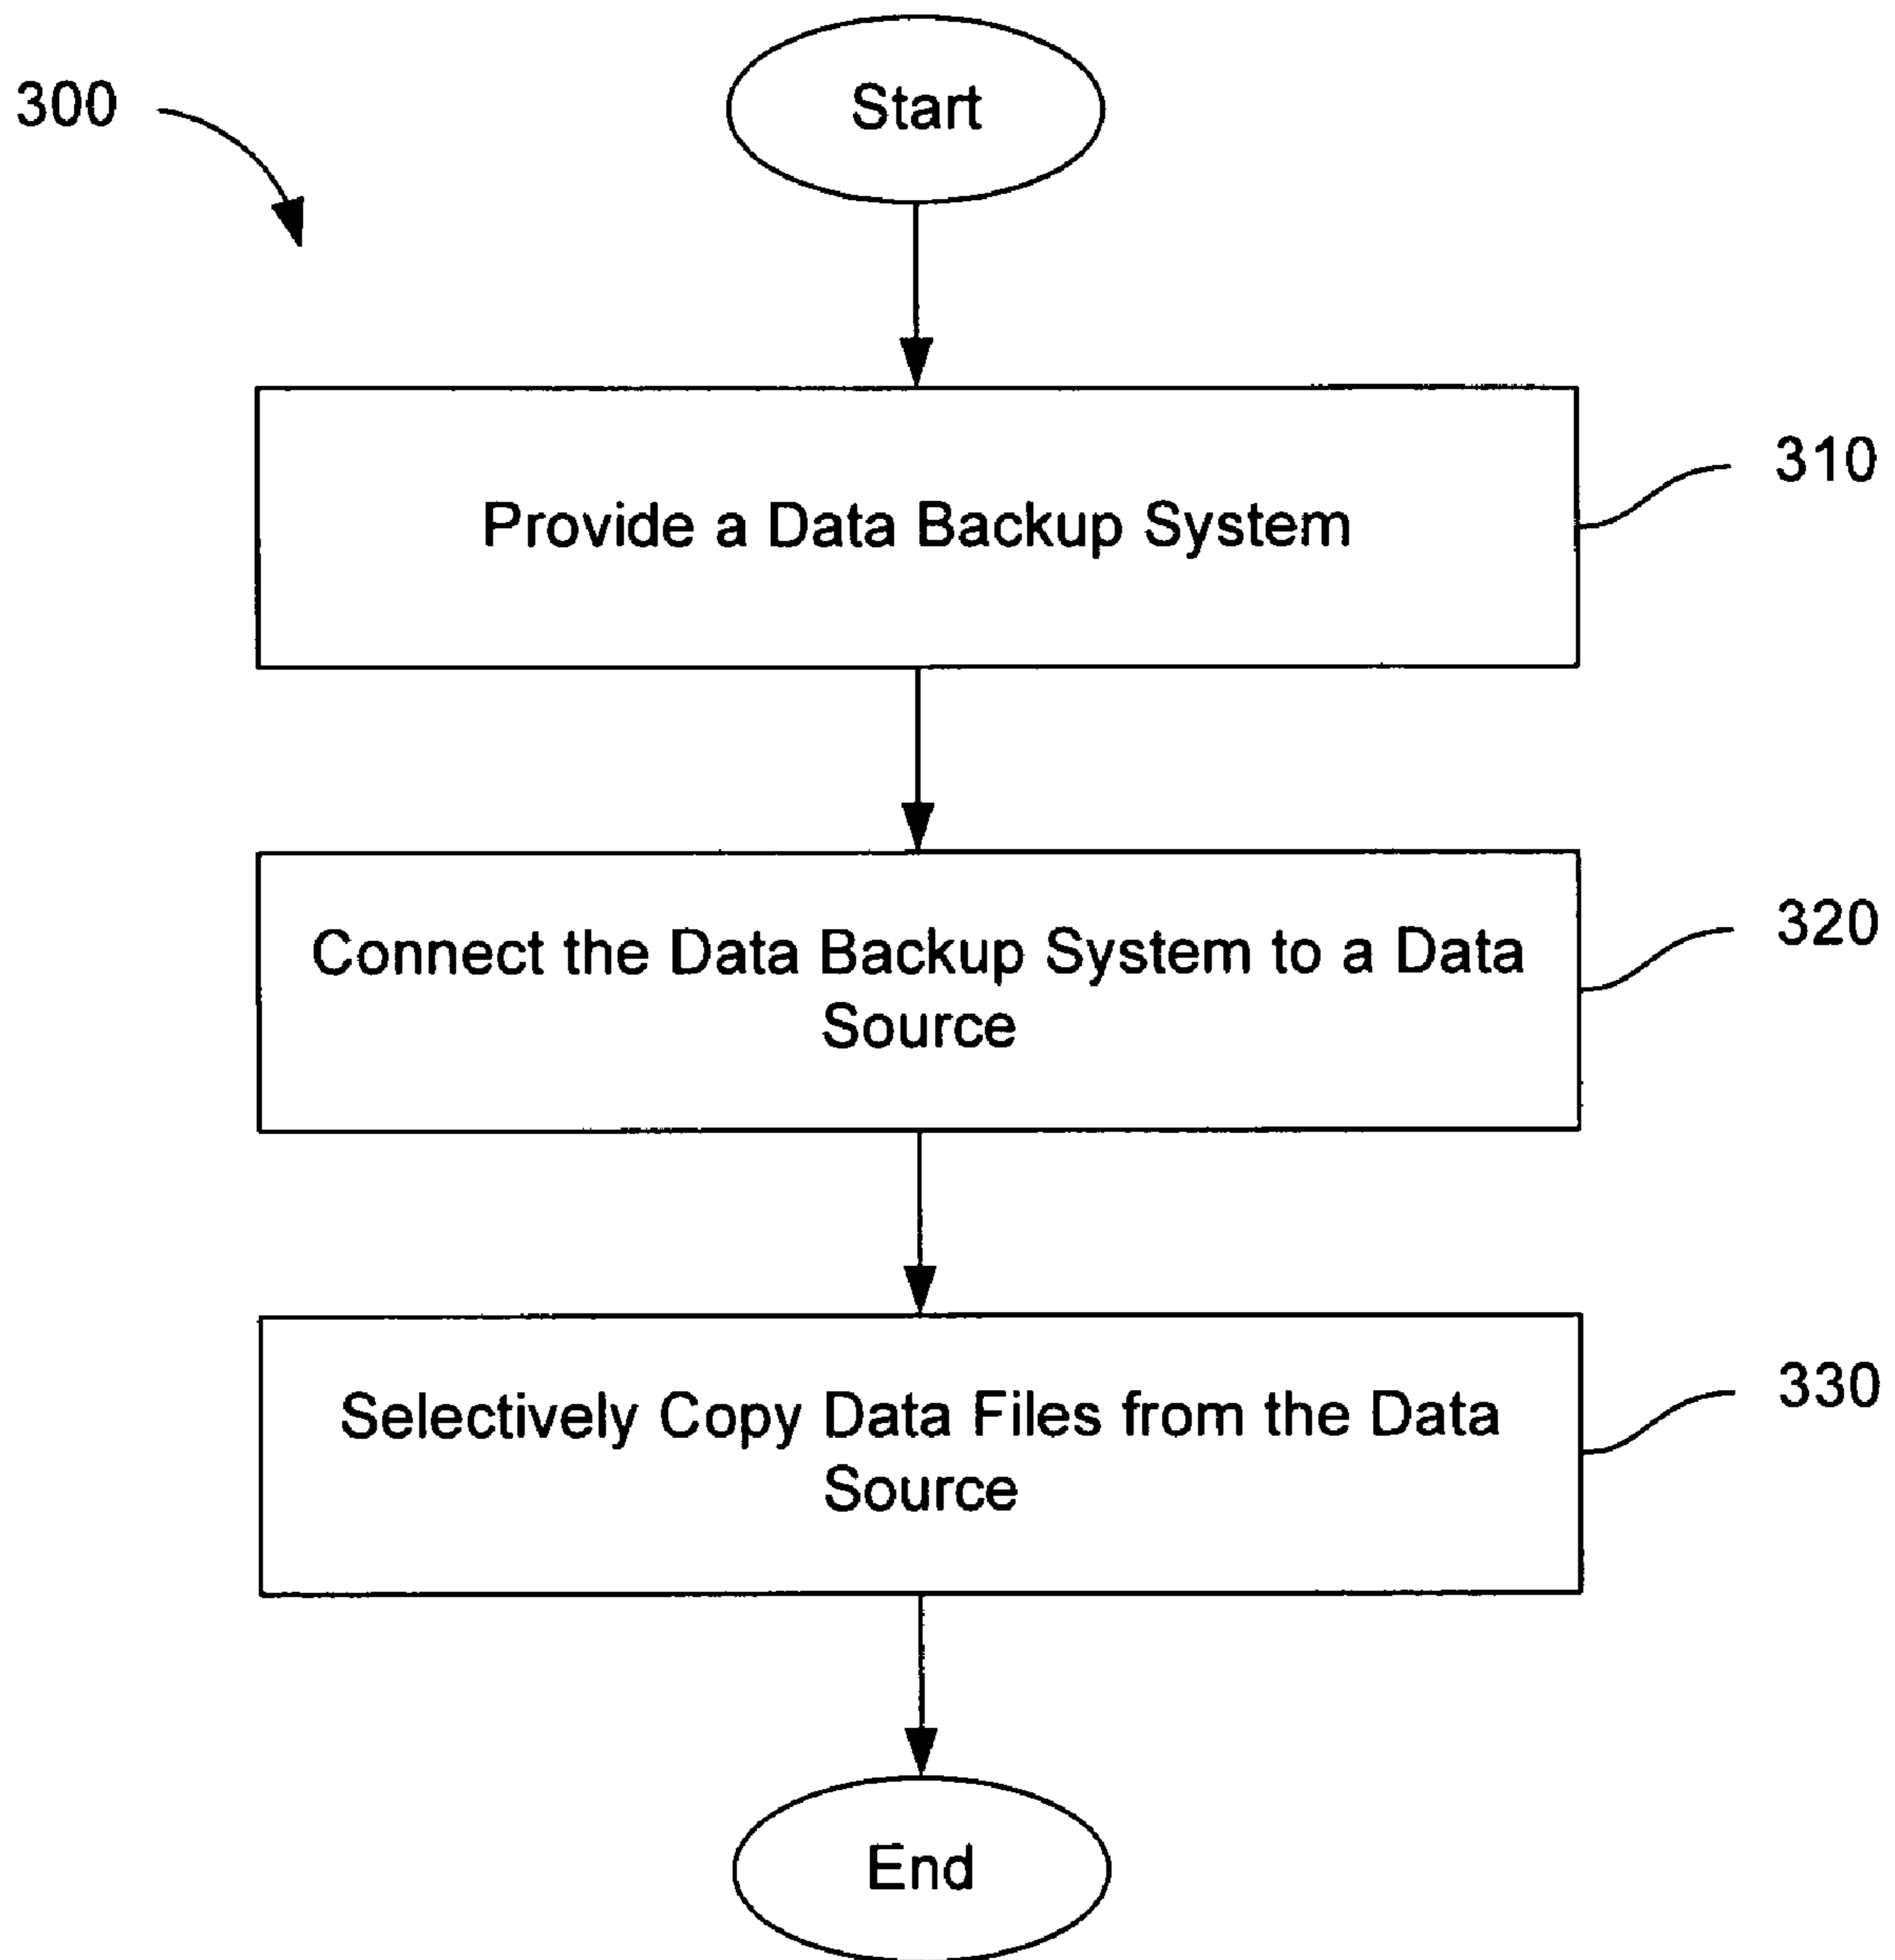 300
Start
Provide a Data Backup System
310
Connect the Data Backup System to a Data
Source
320
Selectively Copy Data Files from the Data
Source
330
End